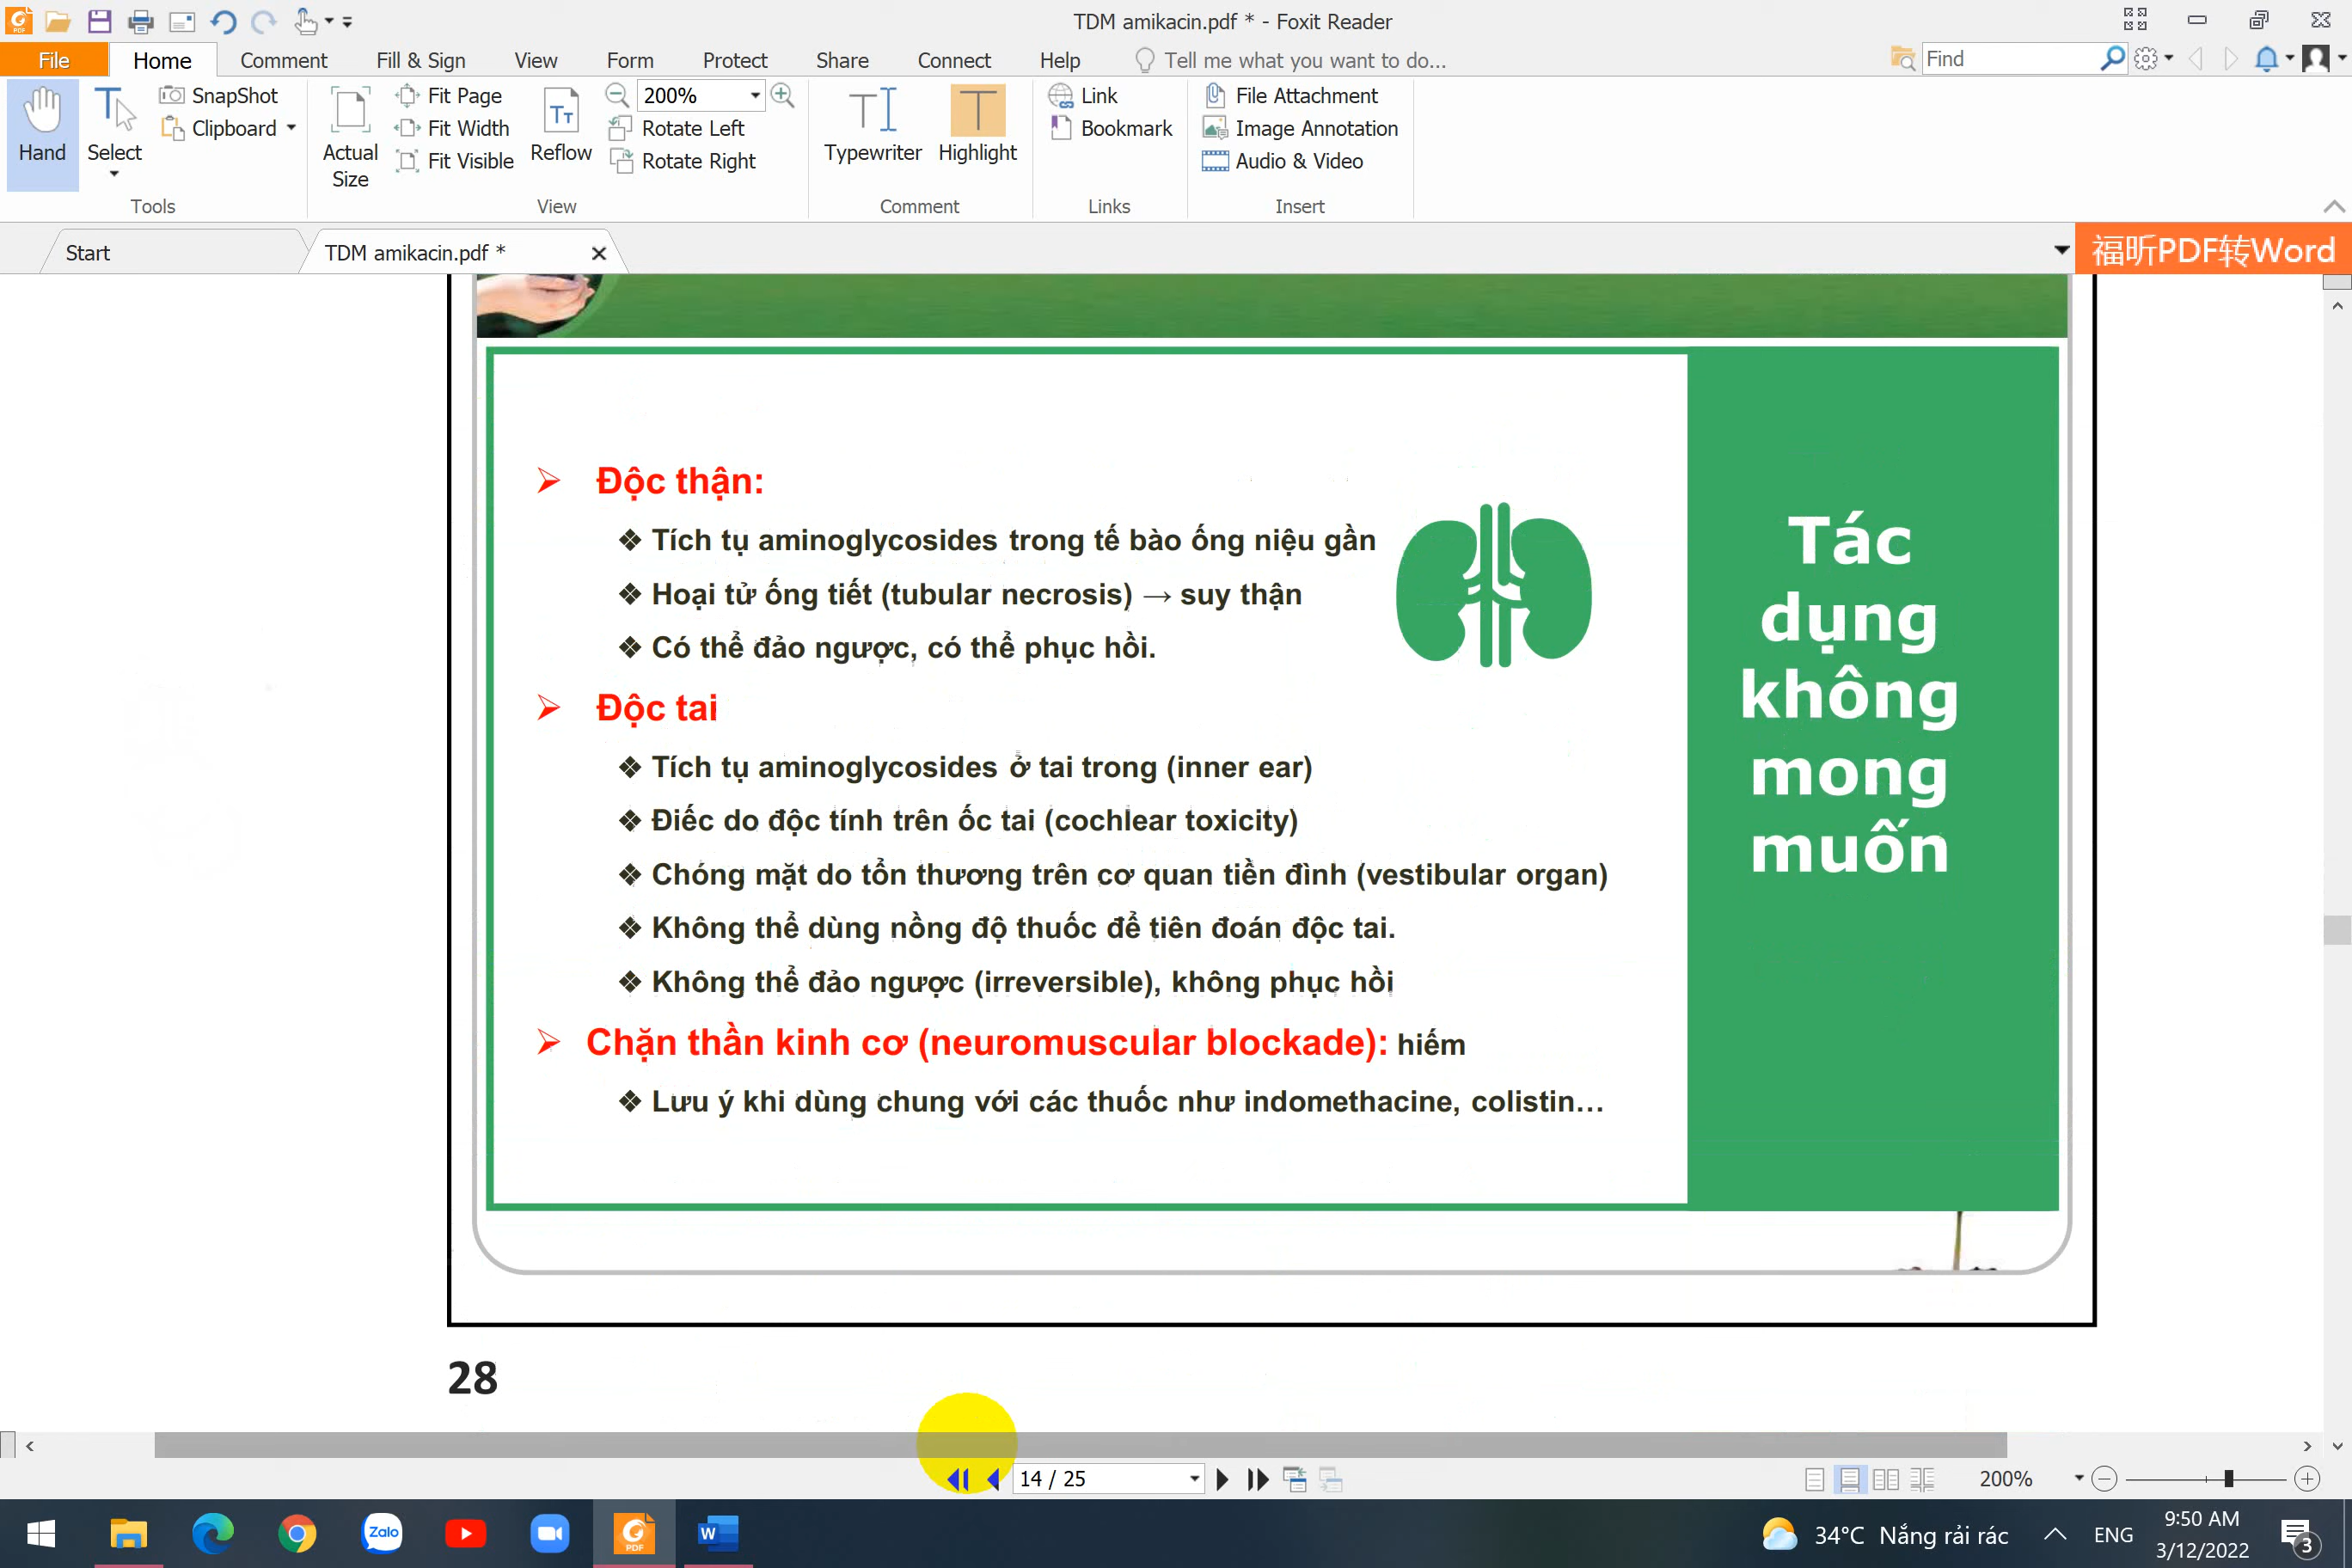 TDM amikacin.pdf * - Foxit Reader
File Home Comment Fill & Sign View Form Protect Share Connect Help Tell me what you want to do... Find
Hand Select SnapShot Clipboard
Tools
Actual Size Fit Page Fit Width Fit Visible Reflow 200% Rotate Left Rotate Right
View
Typewriter Highlight
Comment
Link Bookmark
Links
File Attachment Image Annotation Audio & Video
Insert
Start TDM amikacin.pdf * 福昕PDF转Word
➢ Độc thận:
❖ Tích tụ aminoglycosides trong tế bào ống niệu gần
❖ Hoại tử ống tiết (tubular necrosis) → suy thận
❖ Có thể đảo ngược, có thể phục hồi.
➢ Độc tai
❖ Tích tụ aminoglycosides ở tai trong (inner ear)
❖ Điếc do độc tính trên ốc tai (cochlear toxicity)
❖ Chóng mặt do tổn thương trên cơ quan tiền đình (vestibular organ)
❖ Không thể dùng nồng độ thuốc để tiên đoán độc tai.
❖ Không thể đảo ngược (irreversible), không phục hồi
➢ Chặn thần kinh cơ (neuromuscular blockade): hiếm
❖ Lưu ý khi dùng chung với các thuốc như indomethacine, colistin...
Tác
dụng
không
mong
muốn
28
14 / 25
200%
Zalo
PDF
W
34°C Nắng rải rác
ENG
9:50 AM
3/12/2022
3